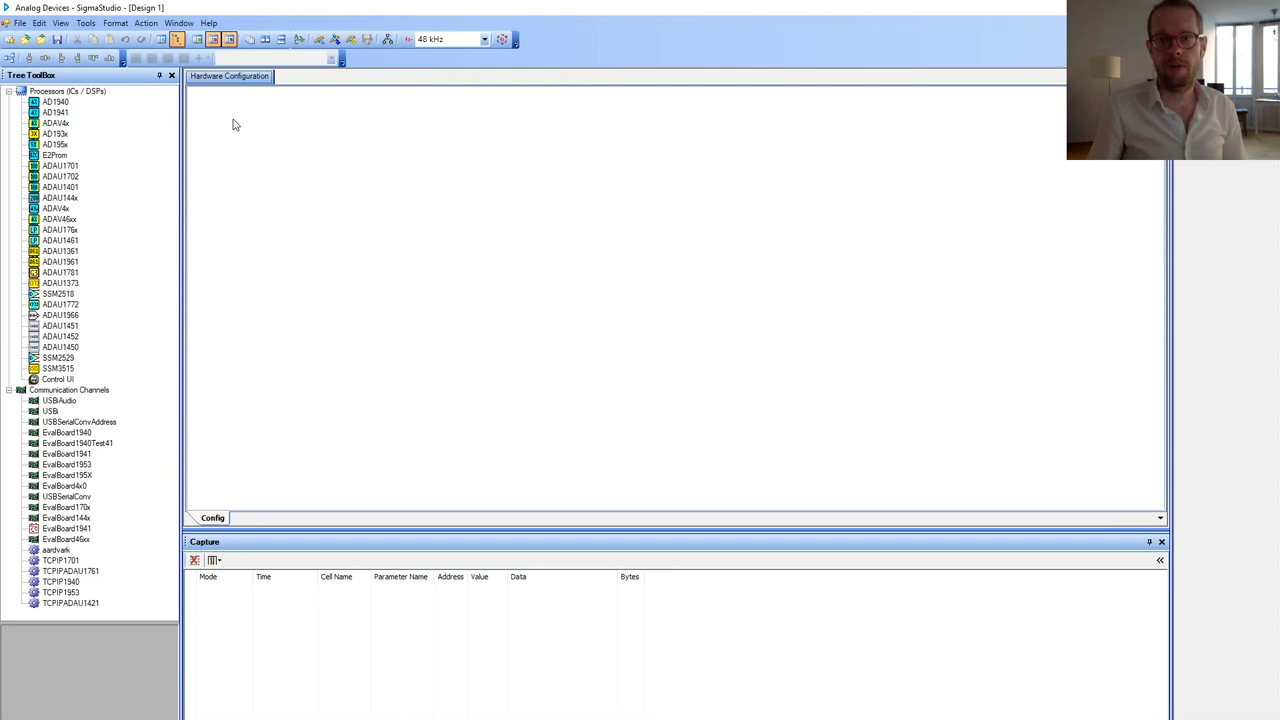 Analog Devices - SigmaStudio - [Design 1]
File Edit View Tools Format Action Window Help
48 kHz
Tree ToolBox
Hardware Configuration
Processors (ICs / DSPs)
AD1940
AD1941
ADAV4x
AD193x
AD195x
E2Prom
ADAU1701
ADAU1702
ADAU1401
ADAU144x
ADAV4x
ADAV46xx
ADAU176x
ADAU1461
ADAU1361
ADAU1961
ADAU1781
ADAU1373
SSM2518
ADAU1772
ADAU1966
ADAU1451
ADAU1452
ADAU1450
SSM2529
SSM3515
Control UI
Communication Channels
USBiAudio
USBi
USBSerialConvAddress
EvalBoard1940
EvalBoard1940Test41
EvalBoard1941
EvalBoard1953
EvalBoard195X
EvalBoard4x0
USBSerialConv
EvalBoard170x
EvalBoard144x
EvalBoard1941
EvalBoard46xx
aardvark
TCPIP1701
TCPIPADAU1761
TCPIP1940
TCPIP1953
TCPIPADAU1421
Config
Capture
Mode Time Cell Name Parameter Name Address Value Data Bytes